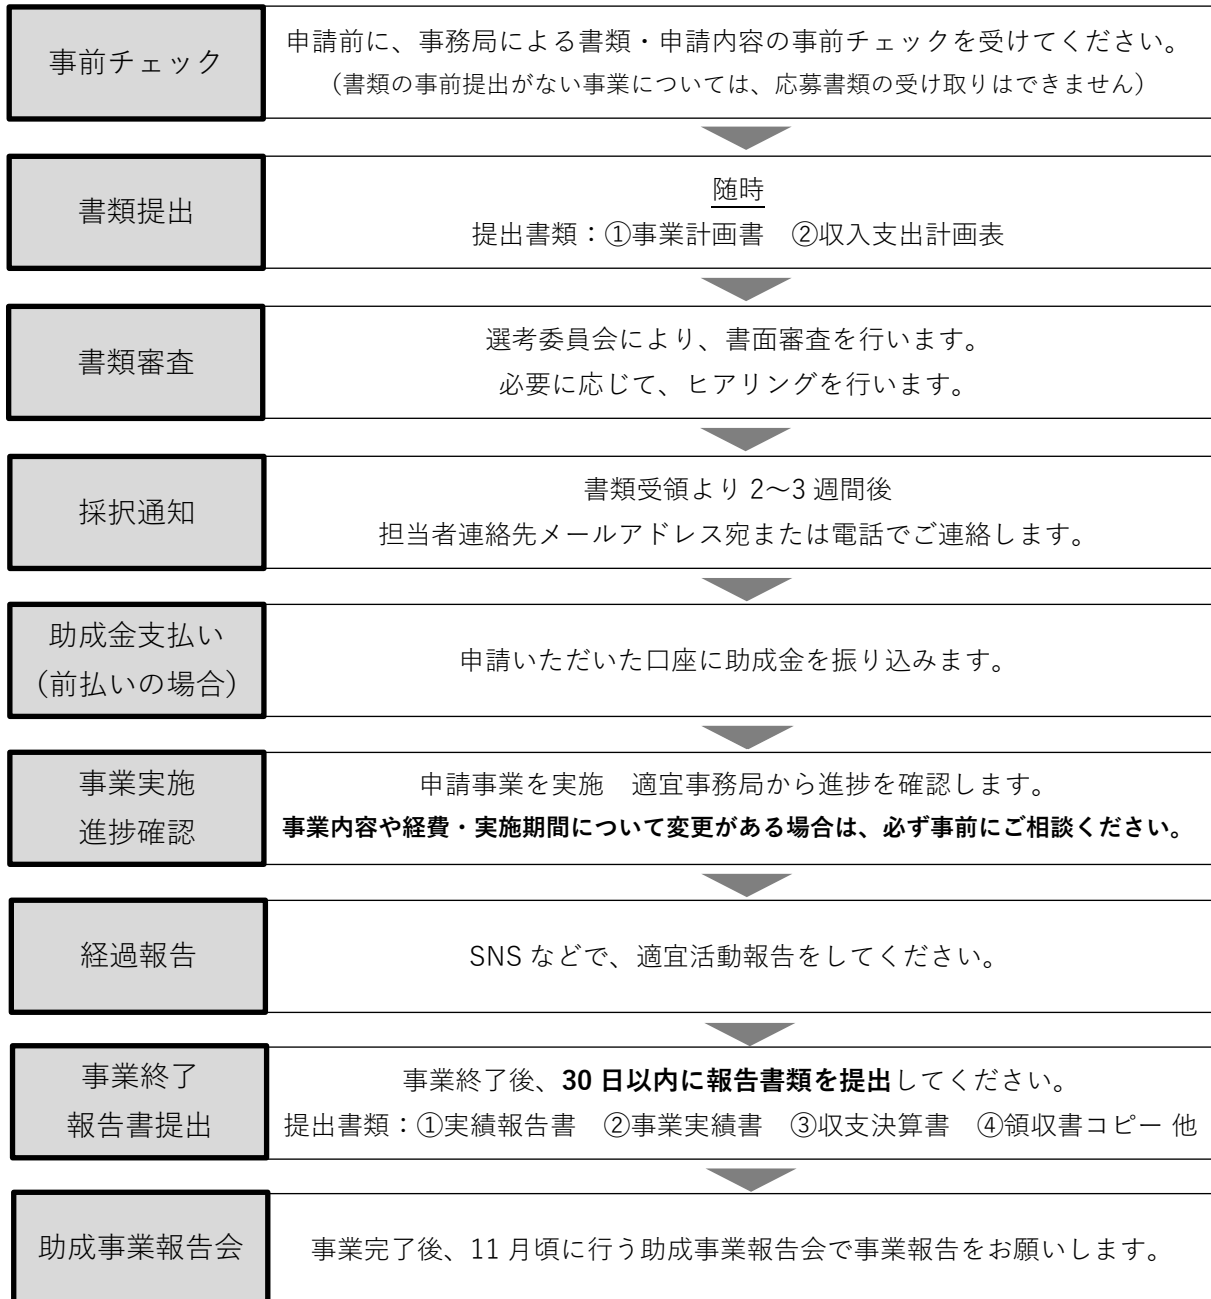 事前チェック
申請前に、事務局による書類・申請内容の事前チェックを受けてください。
（書類の事前提出がない事業については、応募書類の受け取りはできません）
書類提出
随時
提出書類：①事業計画書　②収入支出計画表
書類審査
選考委員会により、書面審査を行います。
必要に応じて、ヒアリングを行います。
採択通知
書類受領より 2～3 週間後
担当者連絡先メールアドレス宛または電話でご連絡します。
助成金支払い
（前払いの場合）
申請いただいた口座に助成金を振り込みます。
事業実施
進捗確認
申請事業を実施　適宜事務局から進捗を確認します。
事業内容や経費・実施期間について変更がある場合は、必ず事前にご相談ください。
経過報告
SNS などで、適宜活動報告をしてください。
事業終了
報告書提出
事業終了後、30 日以内に報告書類を提出してください。
提出書類：①実績報告書　②事業実績書　③収支決算書　④領収書コピー 他
助成事業報告会
事業完了後、11 月頃に行う助成事業報告会で事業報告をお願いします。